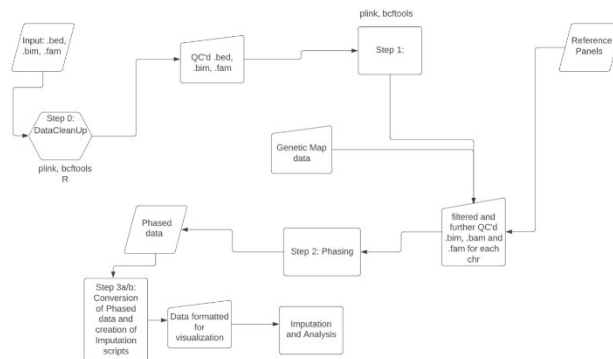 Input: .bed,
.bim, .fam
Step 0:
DataCleanUp
plink, bcftools
R
QC'd .bed,
.bim, .fam
plink, bcftools
Step 1:
Reference
Panels
Genetic Map
data
filtered and
further QC'd
.bim, .bam and
.fam for each
chr
Step 2: Phasing
Phased
data
Step 3a/b:
Conversion
of Phased
data and
creation of
Imputation
scripts
Data formatted
for
visualization
Imputation
and Analysis